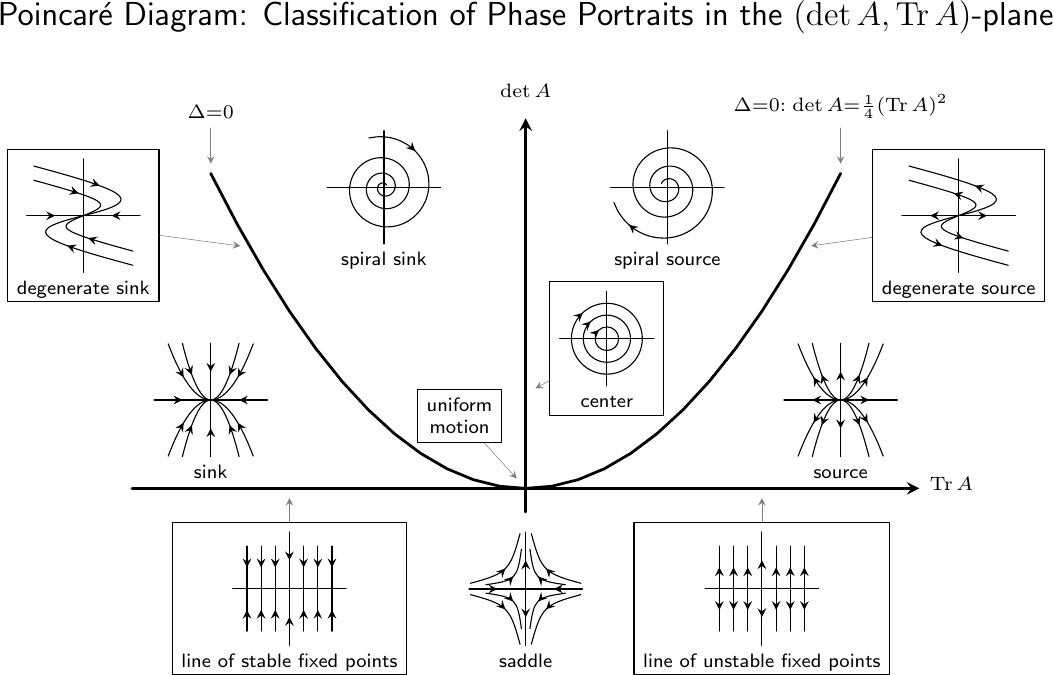 Poincaré Diagram: Classification of Phase Portraits in the (det A, Tr A)-plane
det A
Δ=0
Δ=0: det A=¼(Tr A)²
spiral sink
spiral source
degenerate sink
degenerate source
uniform
motion
center
sink
source
Tr A
line of stable fixed points
saddle
line of unstable fixed points